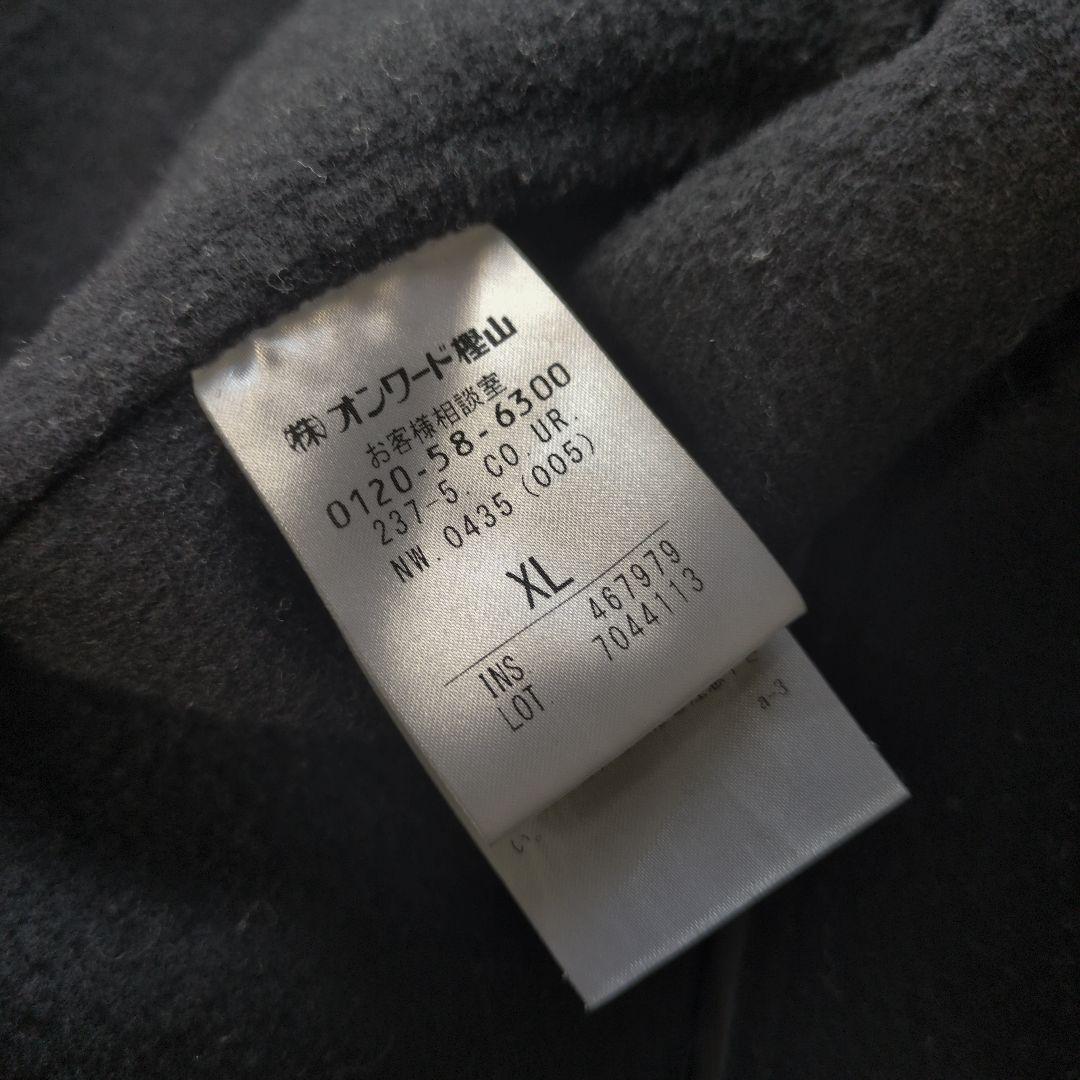 (株)オンワード樫山
お客様相談室
0120-58-6300
237-5. CO. UR.
NW. 0435 (005)
XL
INS 467979
LOT. 7044113
a-3
い。